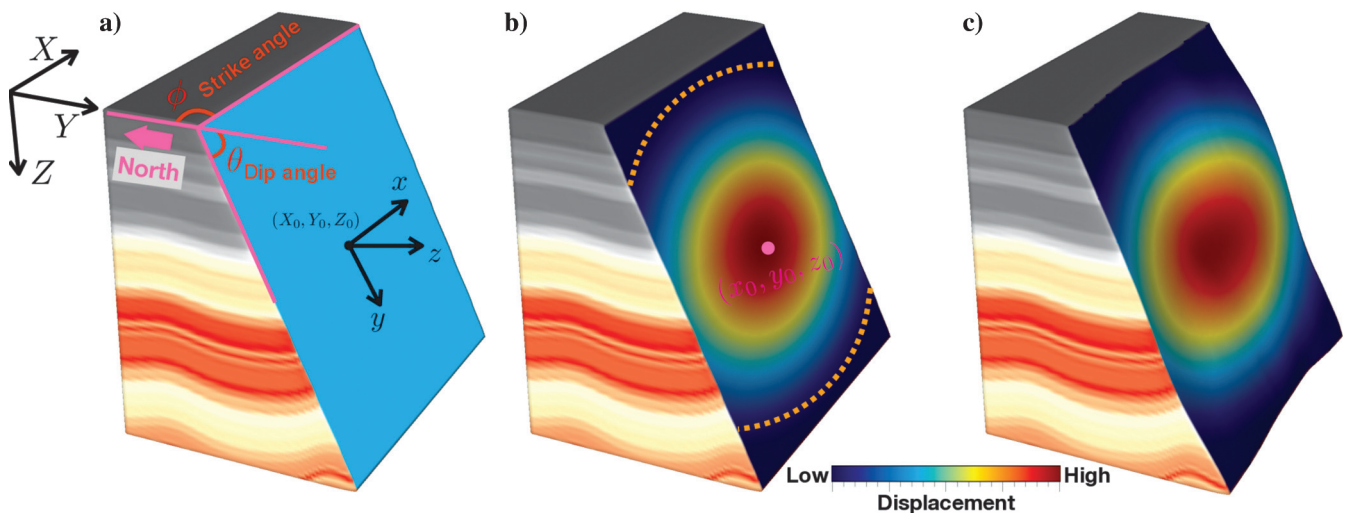 a)
b)
c)
X
Y
Z
ϕ Strike angle
North
θ Dip angle
x
(X₀, Y₀, Z₀)
z
y
(x₀, y₀, z₀)
Low
High
Displacement